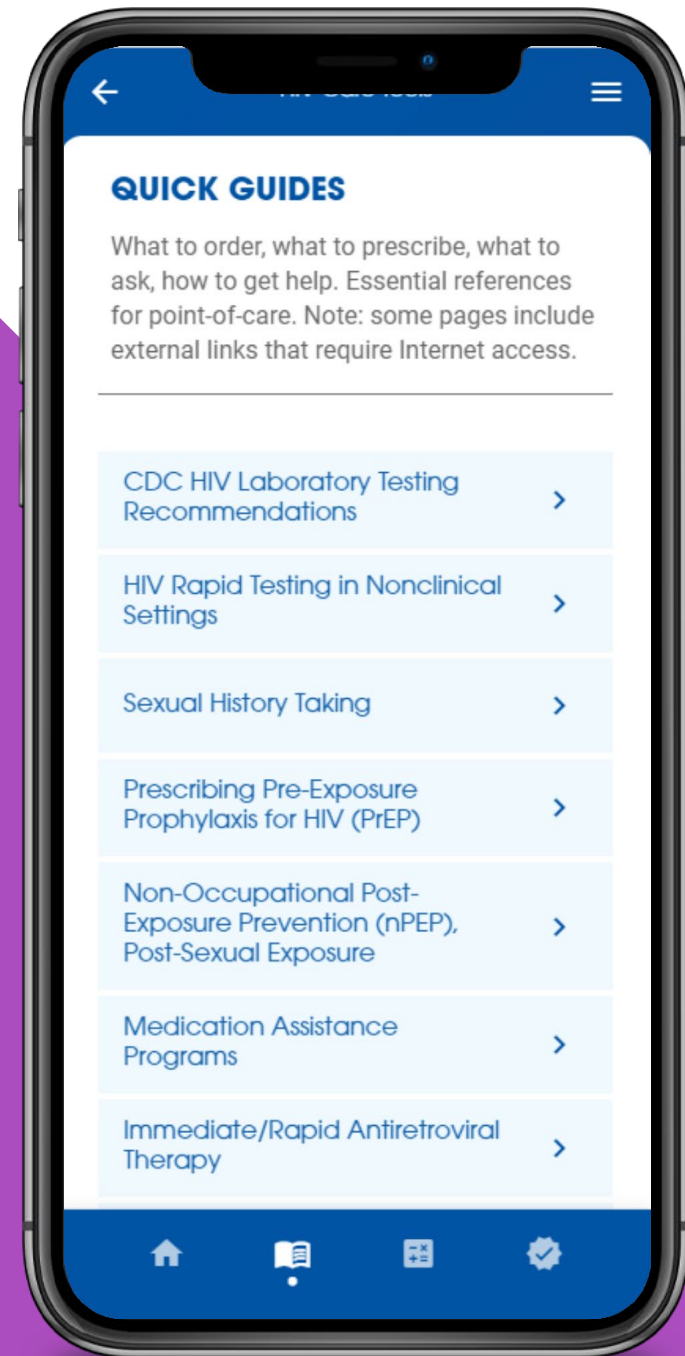 QUICK GUIDES
What to order, what to prescribe, what to
ask, how to get help. Essential references
for point-of-care. Note: some pages include
external links that require Internet access.
CDC HIV Laboratory Testing
Recommendations
HIV Rapid Testing in Nonclinical
Settings
Sexual History Taking
Prescribing Pre-Exposure
Prophylaxis for HIV (PrEP)
Non-Occupational Post-
Exposure Prevention (nPEP),
Post-Sexual Exposure
Medication Assistance
Programs
Immediate/Rapid Antiretroviral
Therapy